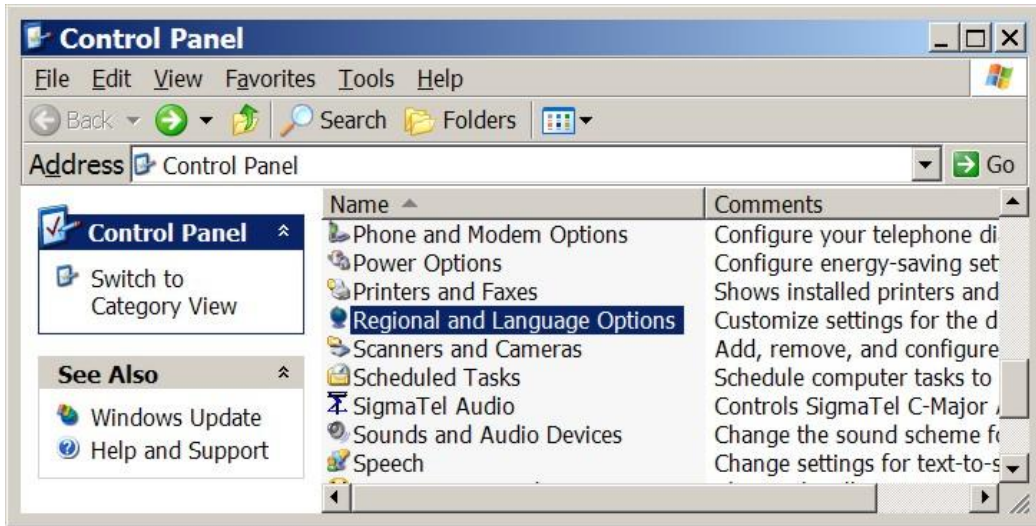 Control Panel
File Edit View Favorites Tools Help
Back Search Folders
Address Control Panel Go
Control Panel
Switch to
Category View
See Also
Windows Update
Help and Support
Name Comments
Phone and Modem Options Configure your telephone di
Power Options Configure energy-saving set
Printers and Faxes Shows installed printers and
Regional and Language Options Customize settings for the d
Scanners and Cameras Add, remove, and configure
Scheduled Tasks Schedule computer tasks to
SigmaTel Audio Controls SigmaTel C-Major
Sounds and Audio Devices Change the sound scheme fo
Speech Change settings for text-to-s